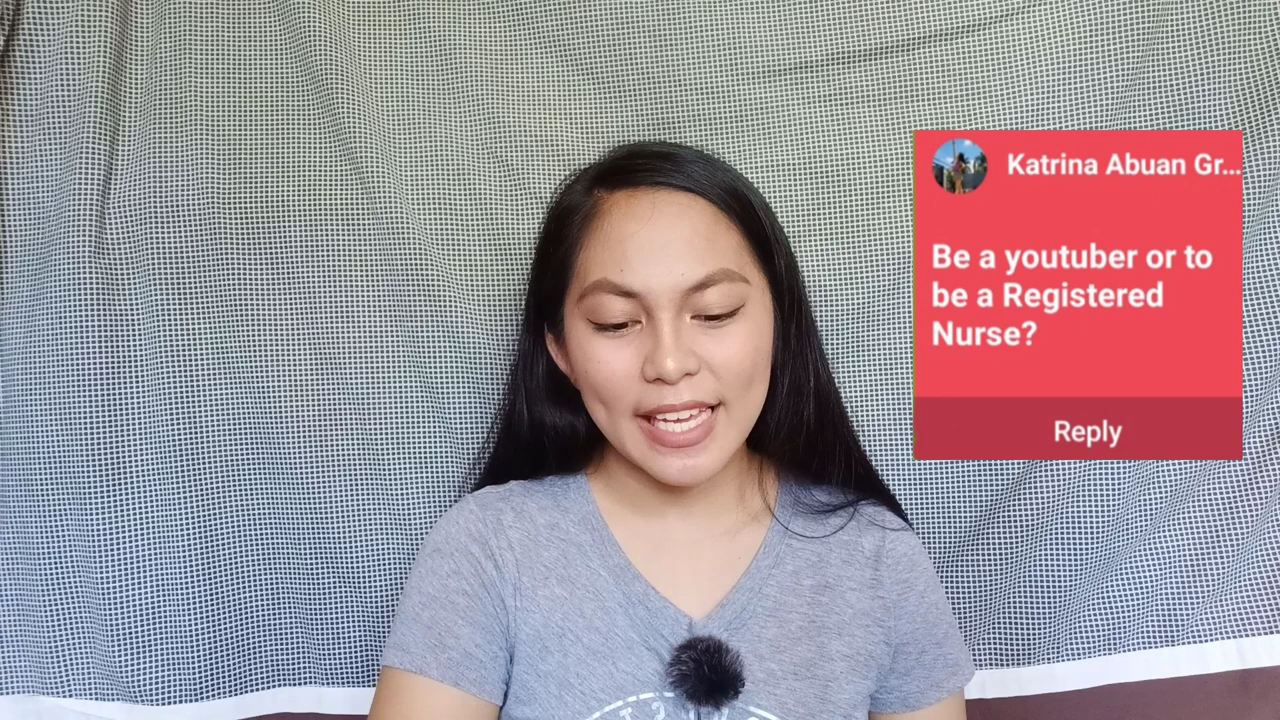 Katrina Abuan Gr...
Be a youtuber or to
be a Registered
Nurse?
Reply